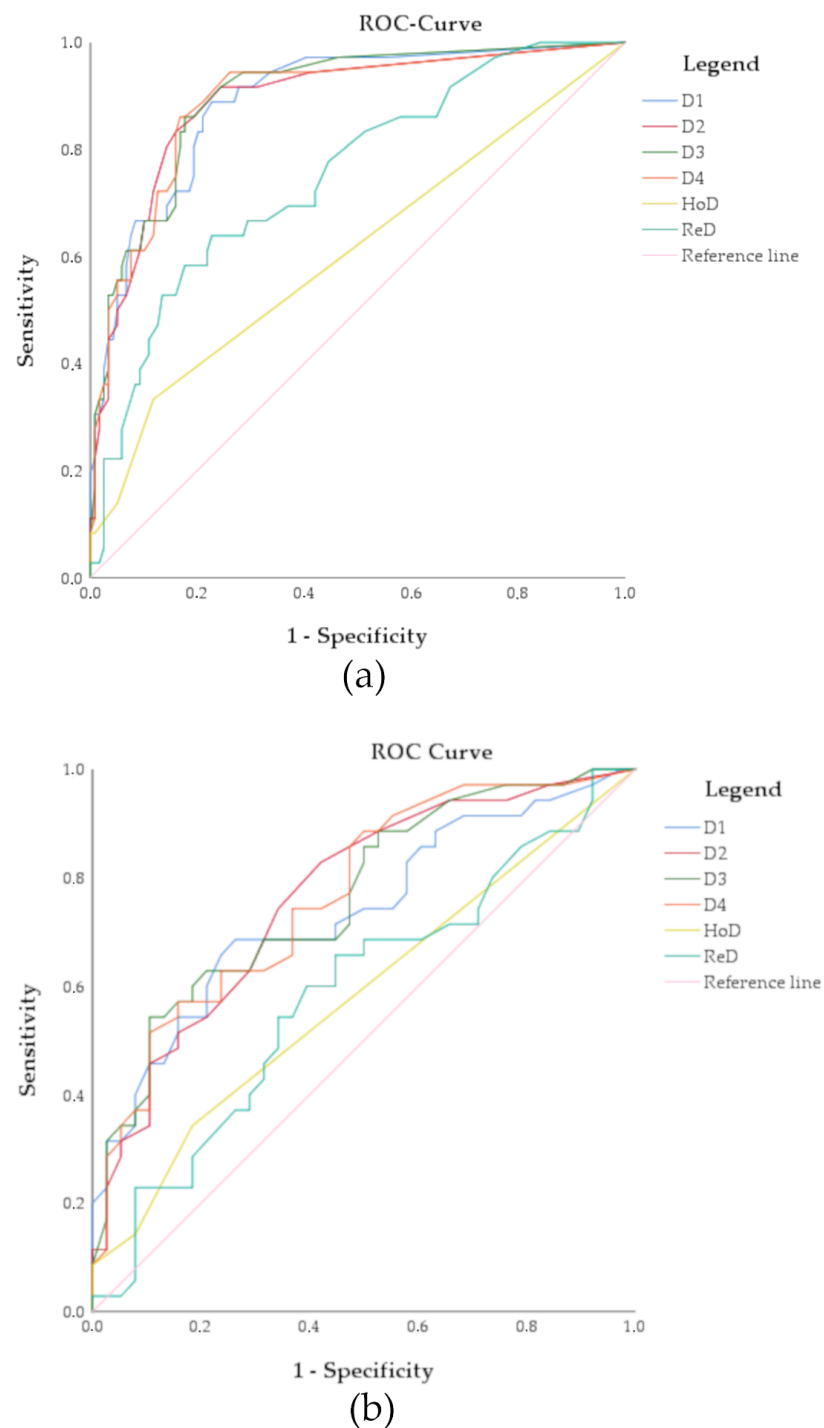 ROC-Curve
1.0
0.8
0.6
0.4
0.2
0.0
Sensitivity
0.0 0.2 0.4 0.6 0.8 1.0
1 - Specificity
Legend
D1
D2
D3
D4
HoD
ReD
Reference line
(a)
ROC Curve
1.0
0.8
0.6
0.4
0.2
0.0
Sensitivity
0.0 0.2 0.4 0.6 0.8 1.0
1 - Specificity
Legend
D1
D2
D3
D4
HoD
ReD
Reference line
(b)